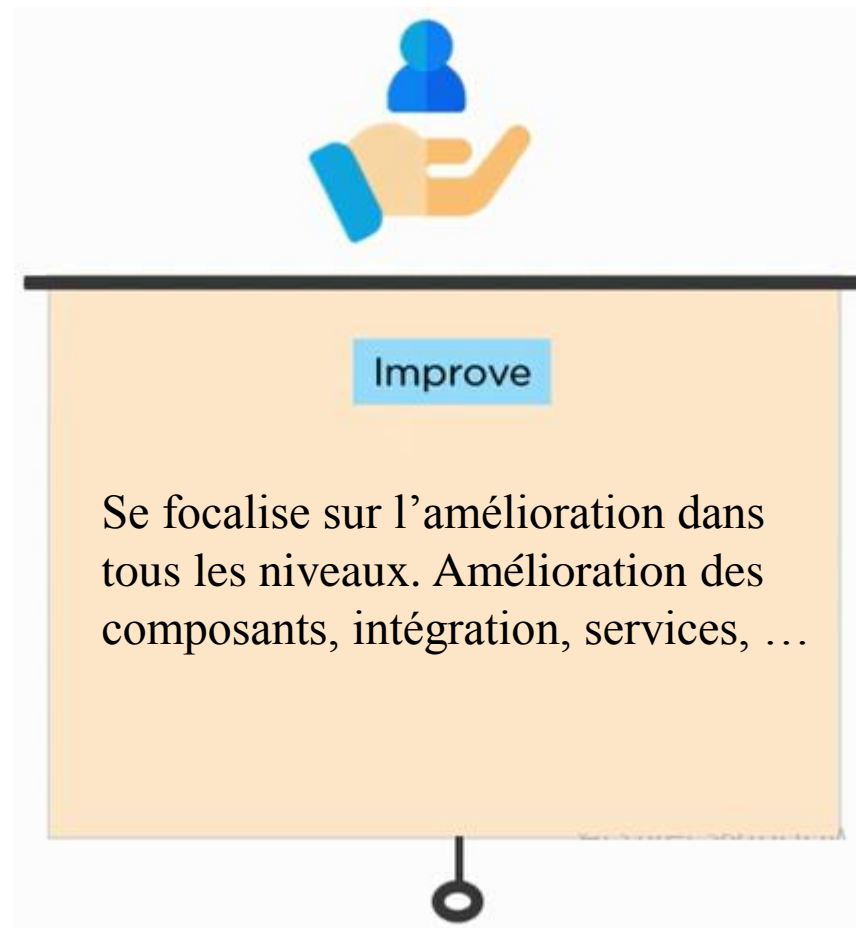 Improve
Se focalise sur l’amélioration dans
tous les niveaux. Amélioration des
composants, intégration, services, …